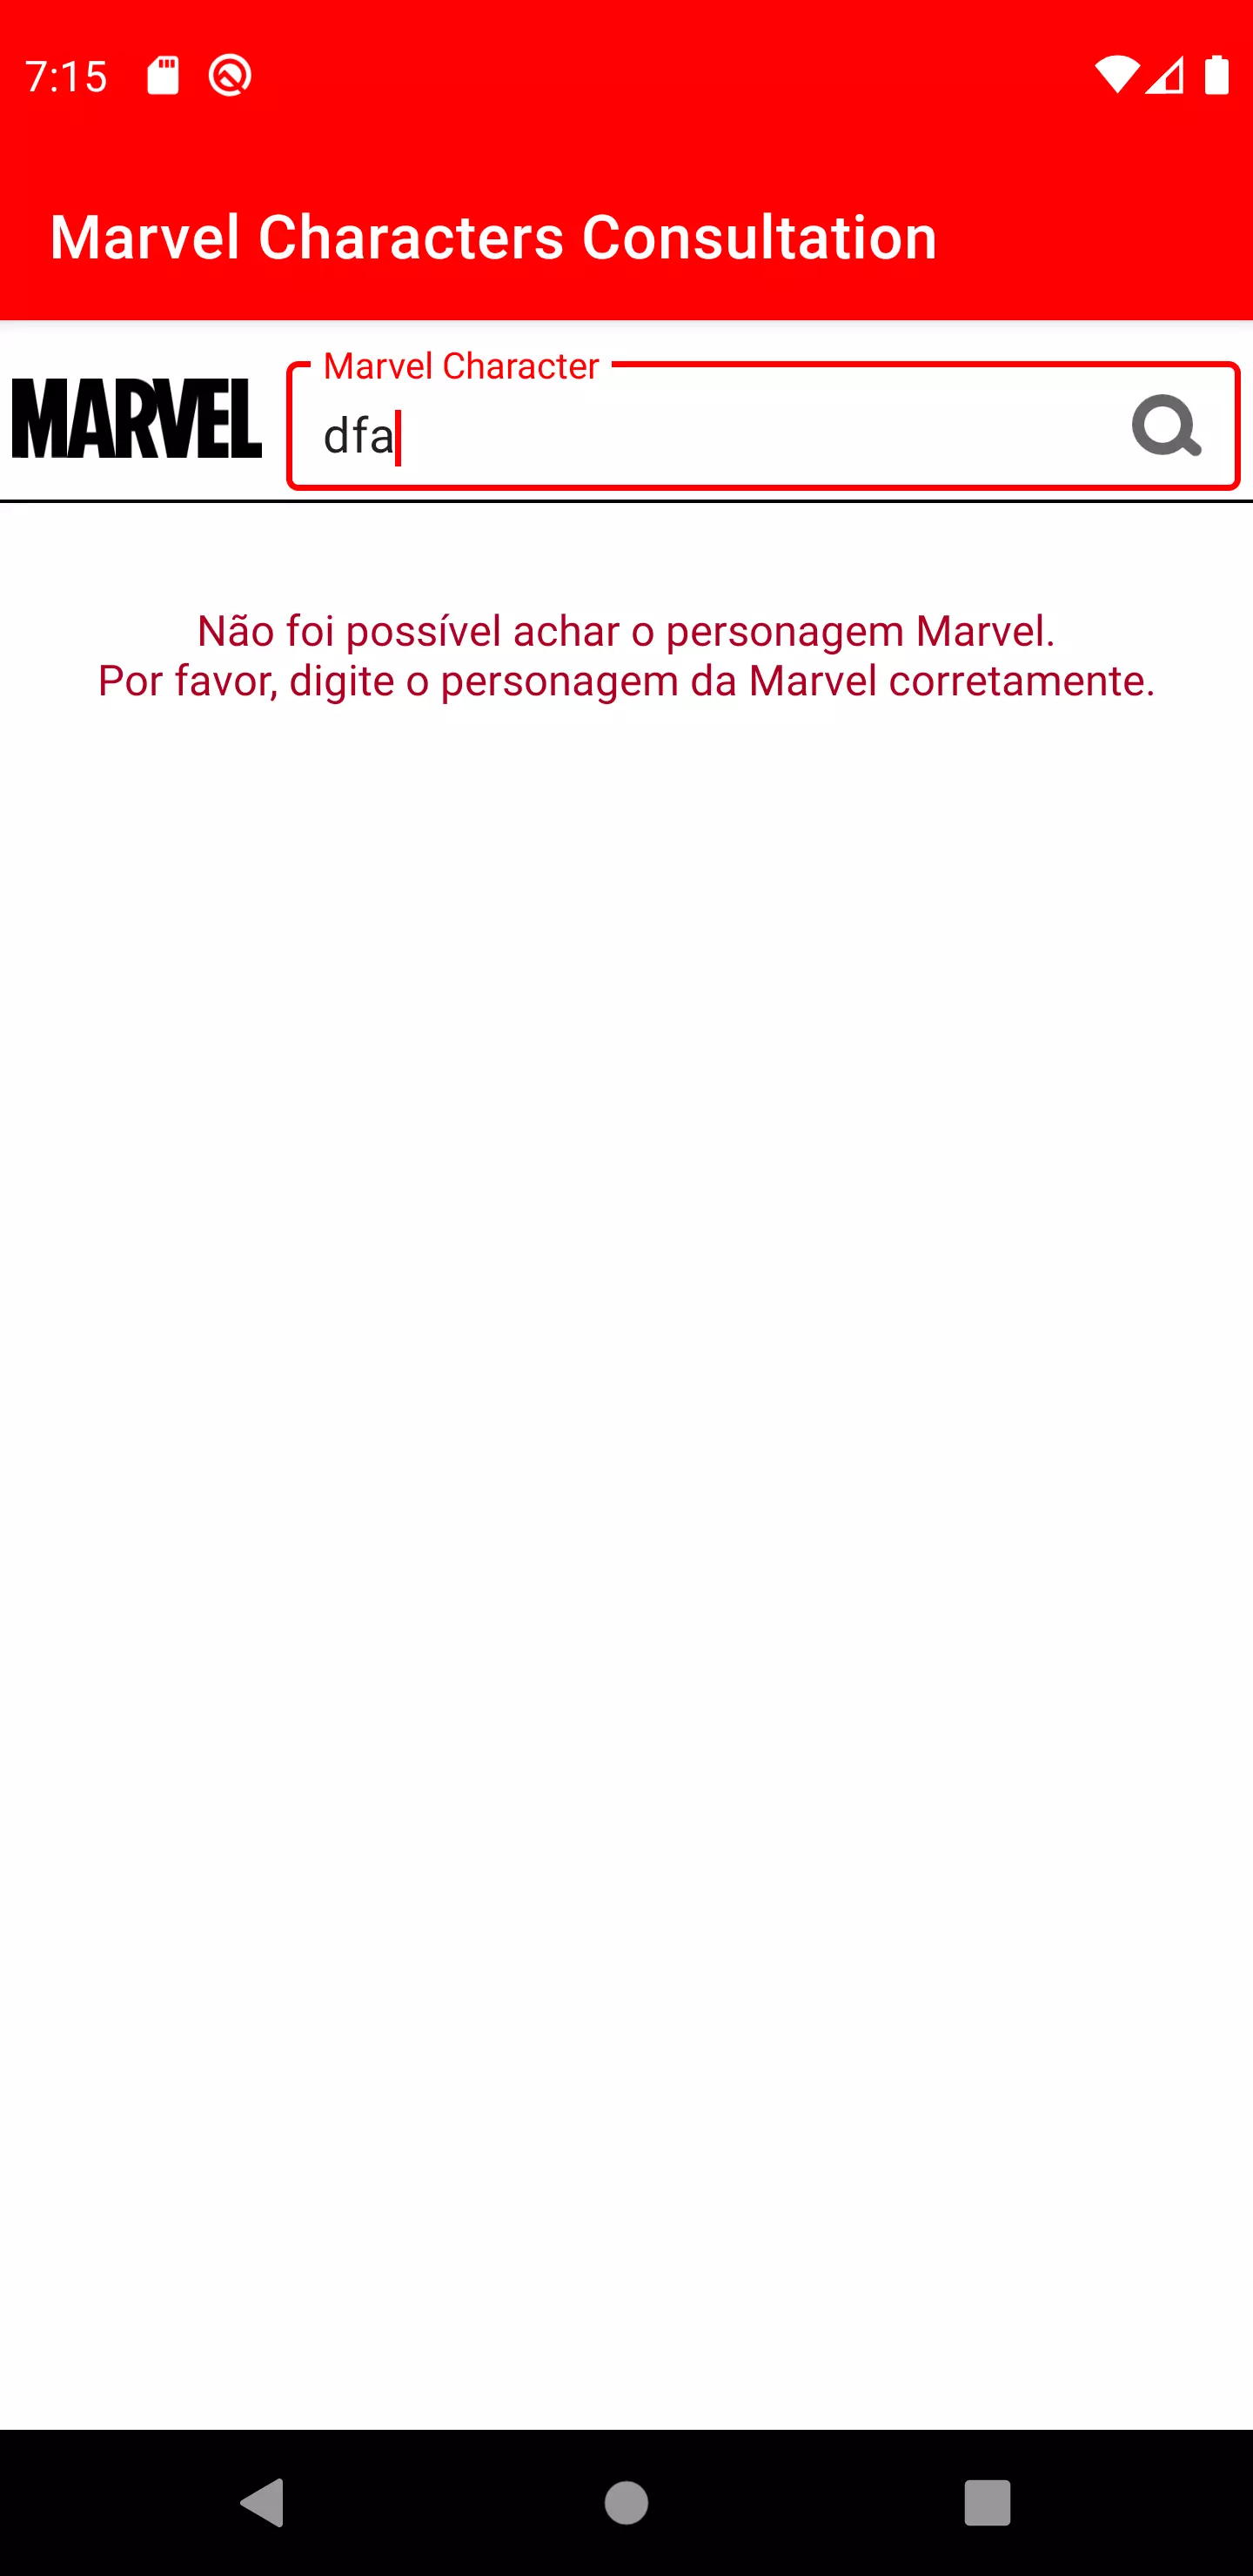 7:15
Marvel Characters Consultation
MARVEL
Marvel Character
dfa
Não foi possível achar o personagem Marvel.
Por favor, digite o personagem da Marvel corretamente.